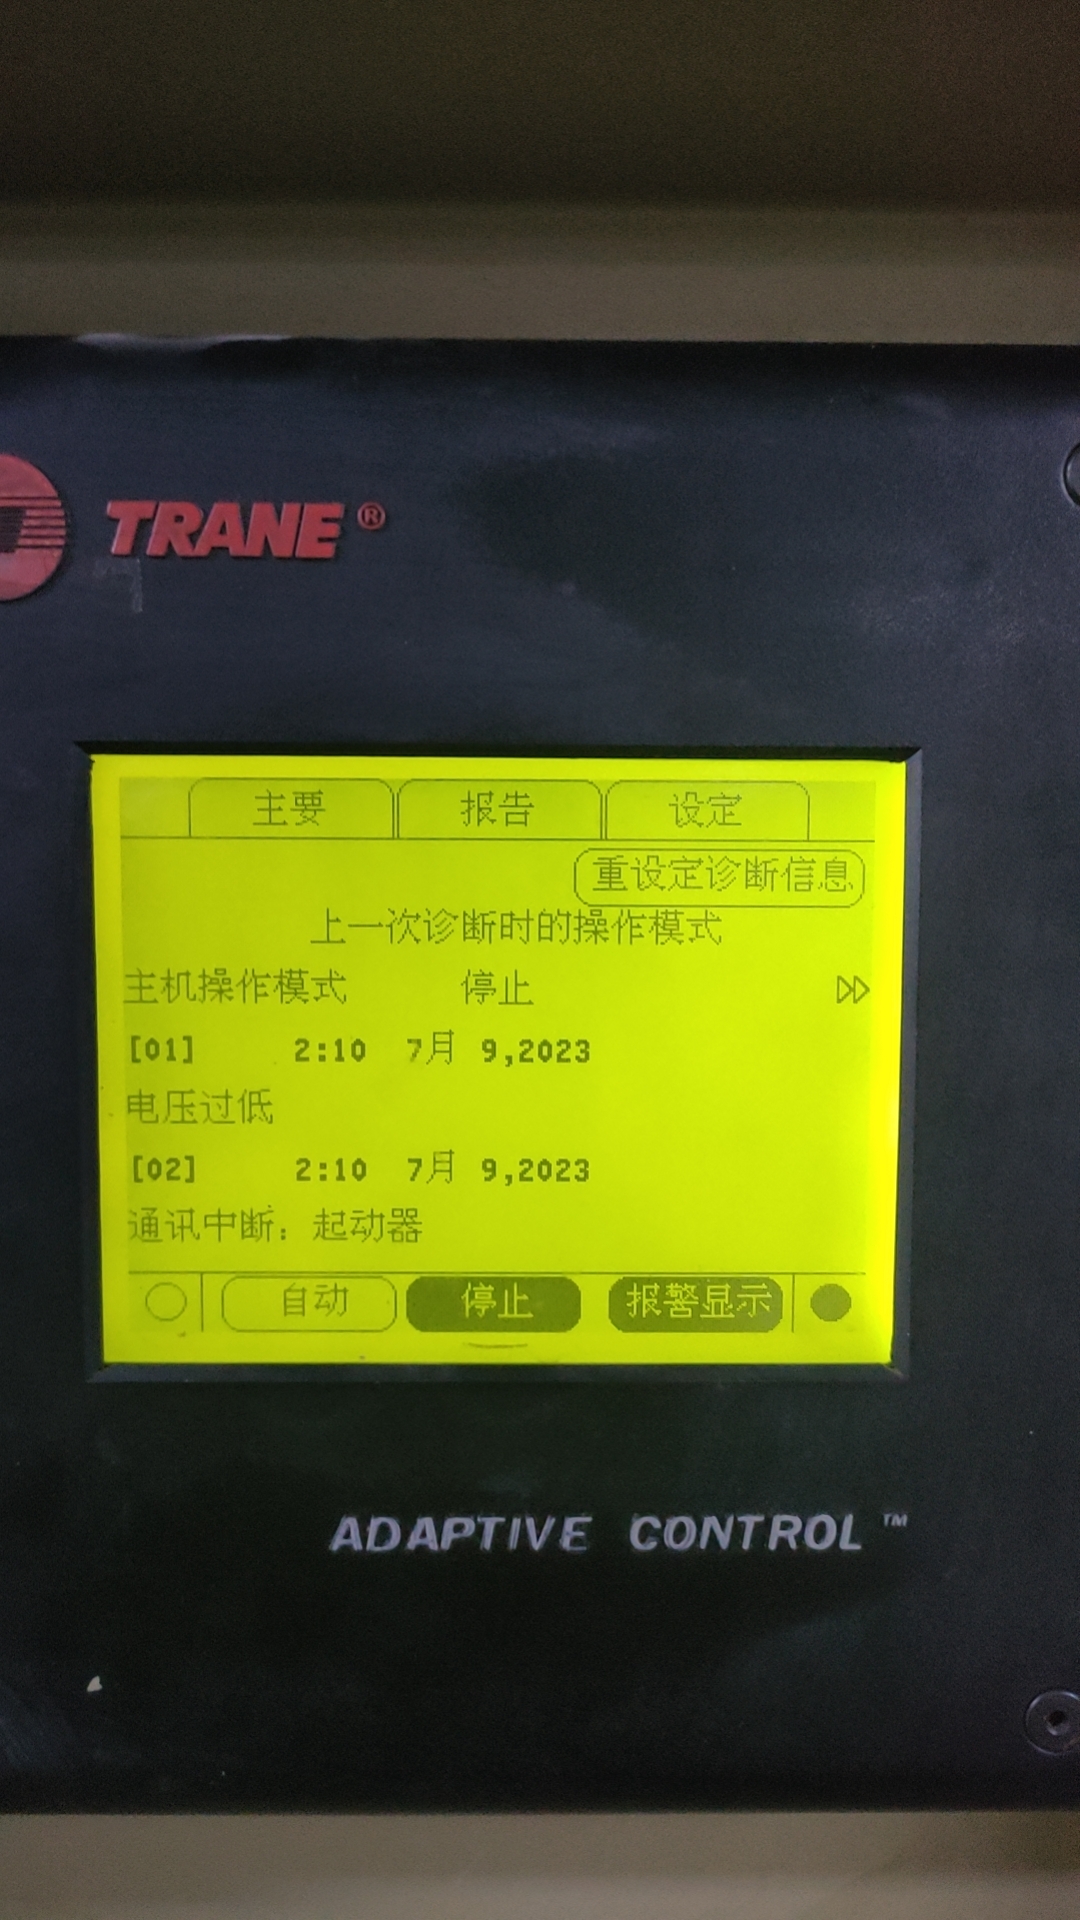 TRANE®
主要 报告 设定
重设定诊断信息
上一次诊断时的操作模式
主机操作模式 停止
[01] 2:10 7月 9,2023
电压过低
[02] 2:10 7月 9,2023
通讯中断: 起动器
自动 停止 报警显示
ADAPTIVE CONTROL™